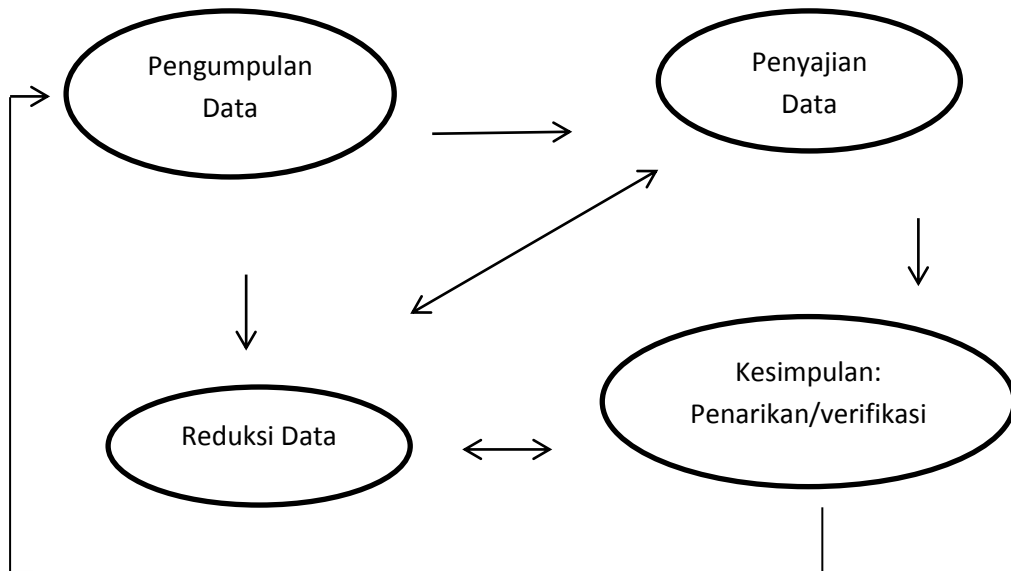 Pengumpulan
Data
Penyajian
Data
Reduksi Data
Kesimpulan:
Penarikan/verifikasi